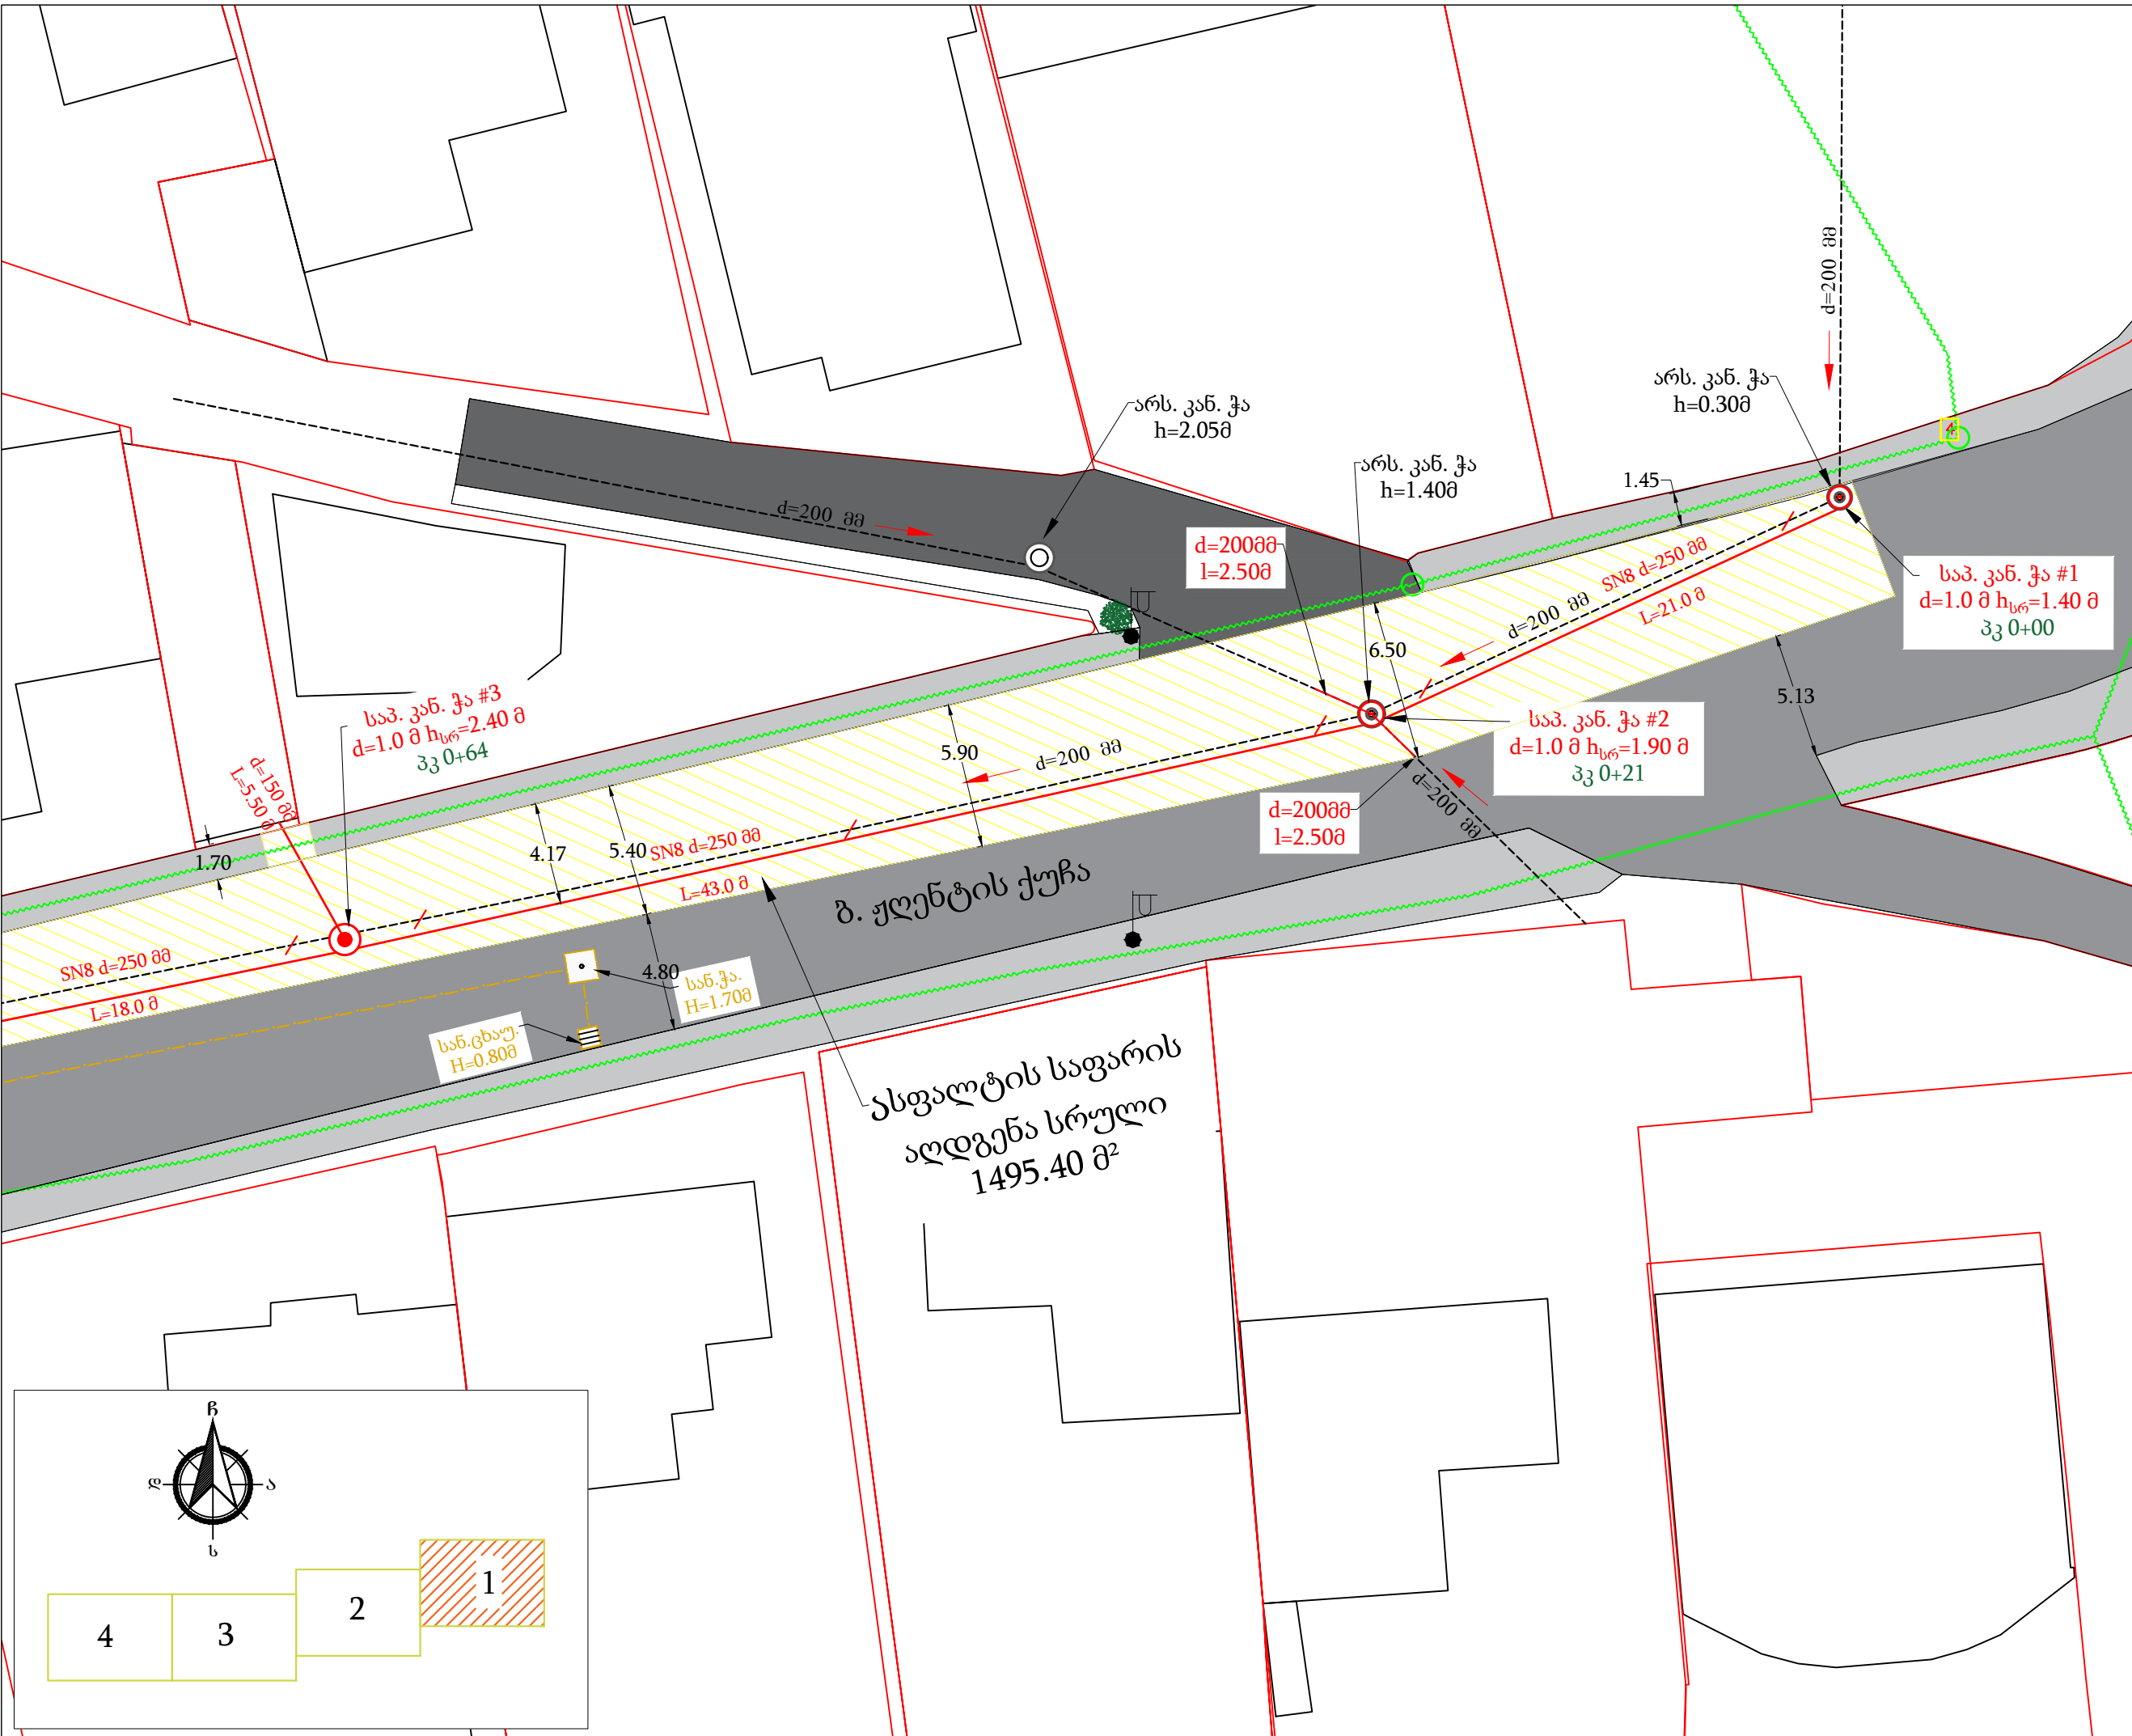 d=200 მმ
არს. კან. ჭა
h=0.30მ
არს. კან. ჭა
h=2.05მ
არს. კან. ჭა
h=1.40მ
1.45
4
d=200 მმ
d=200მმ
l=2.50მ
SN8 d=250 მმ
L=21.0 მ
d=200 მმ
საპ. კან. ჭა #1
d=1.0 მ hსრ=1.40 მ
პკ 0+00
6.50
5.13
საპ. კან. ჭა #3
d=1.0 მ hსრ=2.40 მ
პკ 0+64
საპ. კან. ჭა #2
d=1.0 მ hსრ=1.90 მ
პკ 0+21
5.90
d=200 მმ
d=150 მმ
L=5.50 მ
d=200მმ
l=2.50მ
d=200 მმ
1.70
4.17
5.40
SN8 d=250 მმ
L=43.0 მ
ბ. ჟღენტის ქუჩა
SN8 d=250 მმ
L=18.0 მ
4.80
სან.ჭა.
H=1.70მ
სან.ცხაუ.
H=0.80მ
ასფალტის საფარის
აღდგენა სრული
1495.40 მ²
ჩ
დ
ა
ს
1
2
3
4